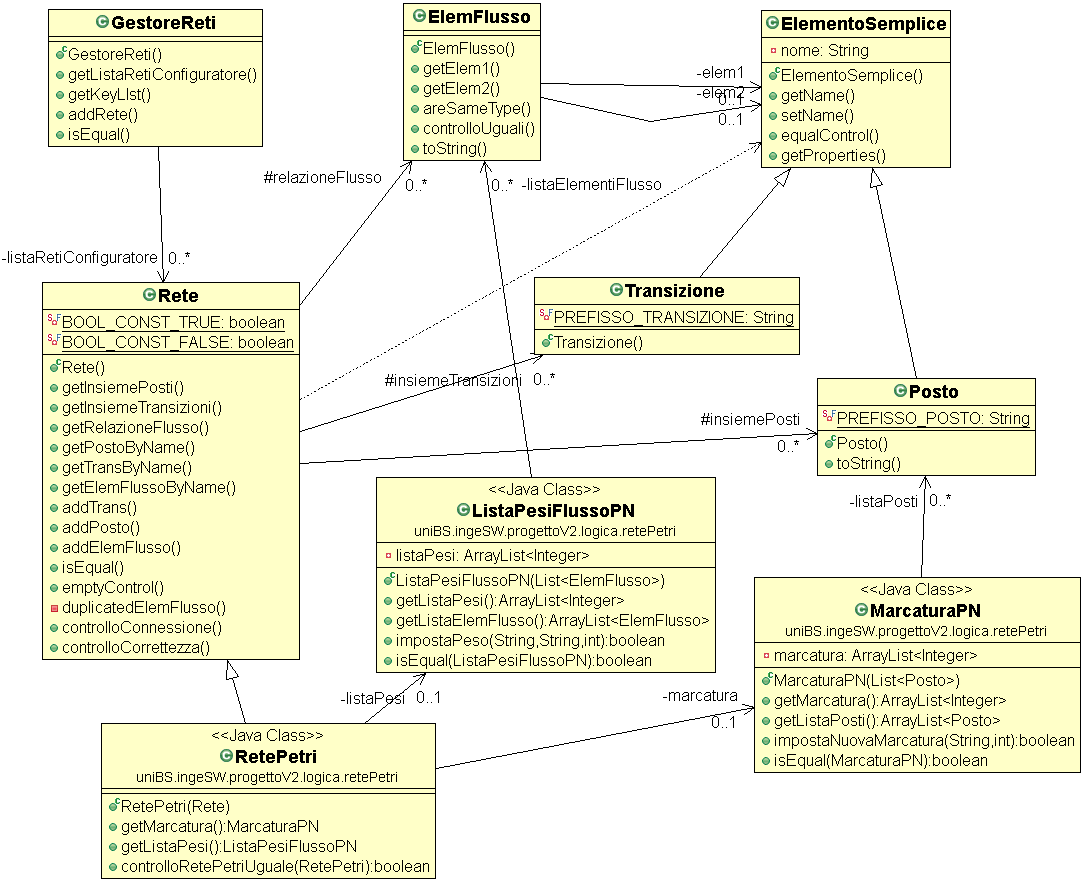 GestoreReti
GestoreReti()
getListaRetiConfiguratore()
getKeyLIst()
addRete()
isEqual()
ElemFlusso
ElemFlusso()
getElem1()
getElem2()
areSameType()
controlloUguali()
toString()
ElementoSemplice
nome: String
ElementoSemplice()
getName()
setName()
equalControl()
getProperties()
-elem1
0..1
-elem2
0..1
#relazioneFlusso
0..*
0..*
-listaElementiFlusso
-listaRetiConfiguratore
0..*
Rete
BOOL_CONST_TRUE: boolean
BOOL_CONST_FALSE: boolean
Rete()
getInsiemePosti()
getInsiemeTransizioni()
getRelazioneFlusso()
getPostoByName()
getTransByName()
getElemFlussoByName()
addTrans()
addPosto()
addElemFlusso()
isEqual()
emptyControl()
duplicatedElemFlusso()
controlloConnessione()
controlloCorrettezza()
Transizione
PREFISSO_TRANSIZIONE: String
Transizione()
#insiemeTransizioni
0..*
Posto
PREFISSO_POSTO: String
Posto()
toString()
#insiemePosti
0..*
<<Java Class>>
ListaPesiFlussoPN
uniBS.ingeSW.progettoV2.logica.retePetri
listaPesi: ArrayList<Integer>
ListaPesiFlussoPN(List<ElemFlusso>)
getListaPesi():ArrayList<Integer>
getListaElemFlusso():ArrayList<ElemFlusso>
impostaPeso(String,String,int):boolean
isEqual(ListaPesiFlussoPN):boolean
-listaPosti
0..*
<<Java Class>>
MarcaturaPN
uniBS.ingeSW.progettoV2.logica.retePetri
marcatura: ArrayList<Integer>
MarcaturaPN(List<Posto>)
getMarcatura():ArrayList<Integer>
getListaPosti():ArrayList<Posto>
impostaNuovaMarcatura(String,int):boolean
isEqual(MarcaturaPN):boolean
-listaPesi
0..1
-marcatura
0..1
<<Java Class>>
RetePetri
uniBS.ingeSW.progettoV2.logica.retePetri
RetePetri(Rete)
getMarcatura():MarcaturaPN
getListaPesi():ListaPesiFlussoPN
controlloRetePetriUguale(RetePetri):boolean